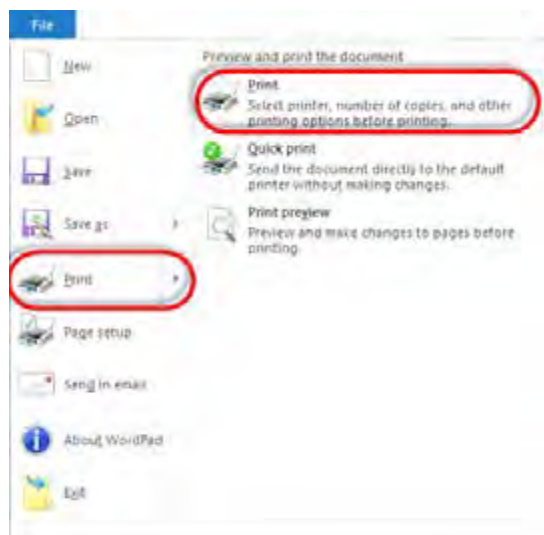 File
New
Open
Save
Save as
Print
Page setup
Send in email
About WordPad
Exit
Preview and print the document
Print
Select printer, number of copies, and other
printing options before printing.
Quick print
Send the document directly to the default
printer without making changes.
Print preview
Preview and make changes to pages before
printing.